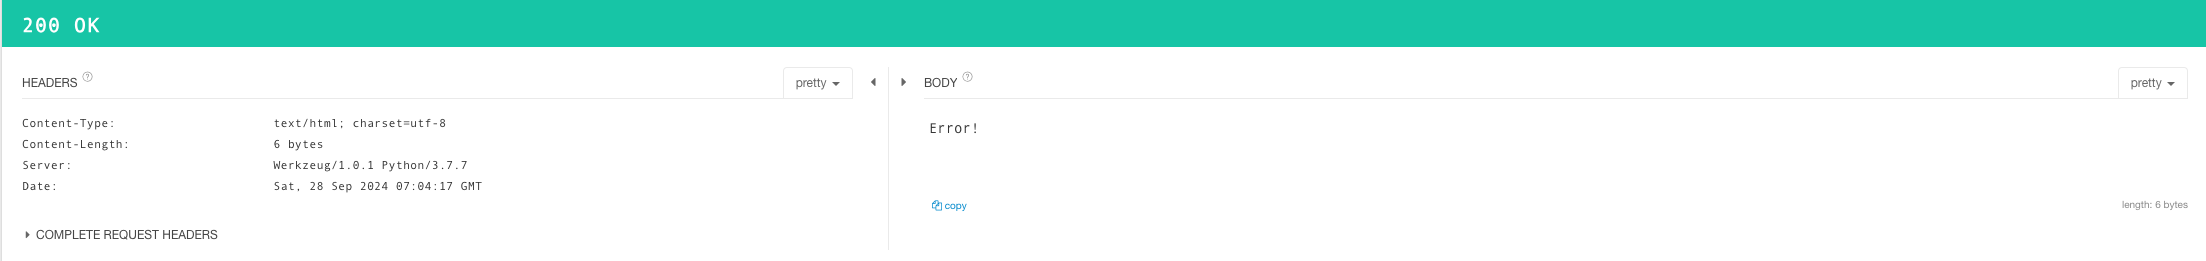 200 OK
HEADERS ?
pretty
BODY ?
pretty
Content-Type: text/html; charset=utf-8
Content-Length: 6 bytes
Server: Werkzeug/1.0.1 Python/3.7.7
Date: Sat, 28 Sep 2024 07:04:17 GMT
COMPLETE REQUEST HEADERS
Error!
copy
length: 6 bytes